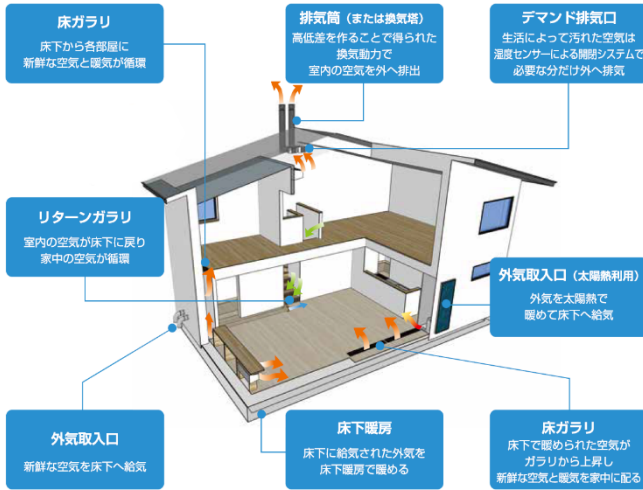 床ガラリ
床下から各部屋に
新鮮な空気と暖気が循環
排気筒（または換気塔）
高低差を作ることで得られた
換気動力で
室内の空気を外へ排出
デマンド排気口
生活によって汚れた空気は
湿度センサーによる開閉システムで
必要な分だけ外へ排気
リターンガラリ
室内の空気が床下に戻り
家中の空気が循環
外気取入口（太陽熱利用）
外気を太陽熱で
暖めて床下へ給気
外気取入口
新鮮な空気を床下へ給気
床下暖房
床下に給気された外気を
床下暖房で暖める
床ガラリ
床下で暖められた空気が
ガラリから上昇し
新鮮な空気と暖気を家中に配る